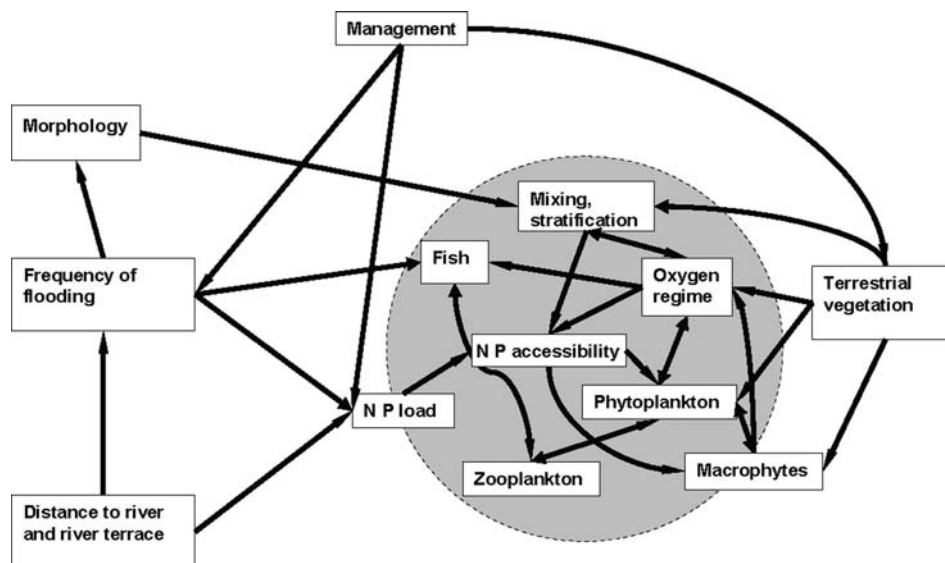 Management
Morphology
Mixing,
stratification
Fish
Oxygen
regime
Frequency of
flooding
Terrestrial
vegetation
N P accessibility
N P load
Phytoplankton
Zooplankton
Macrophytes
Distance to river
and river terrace